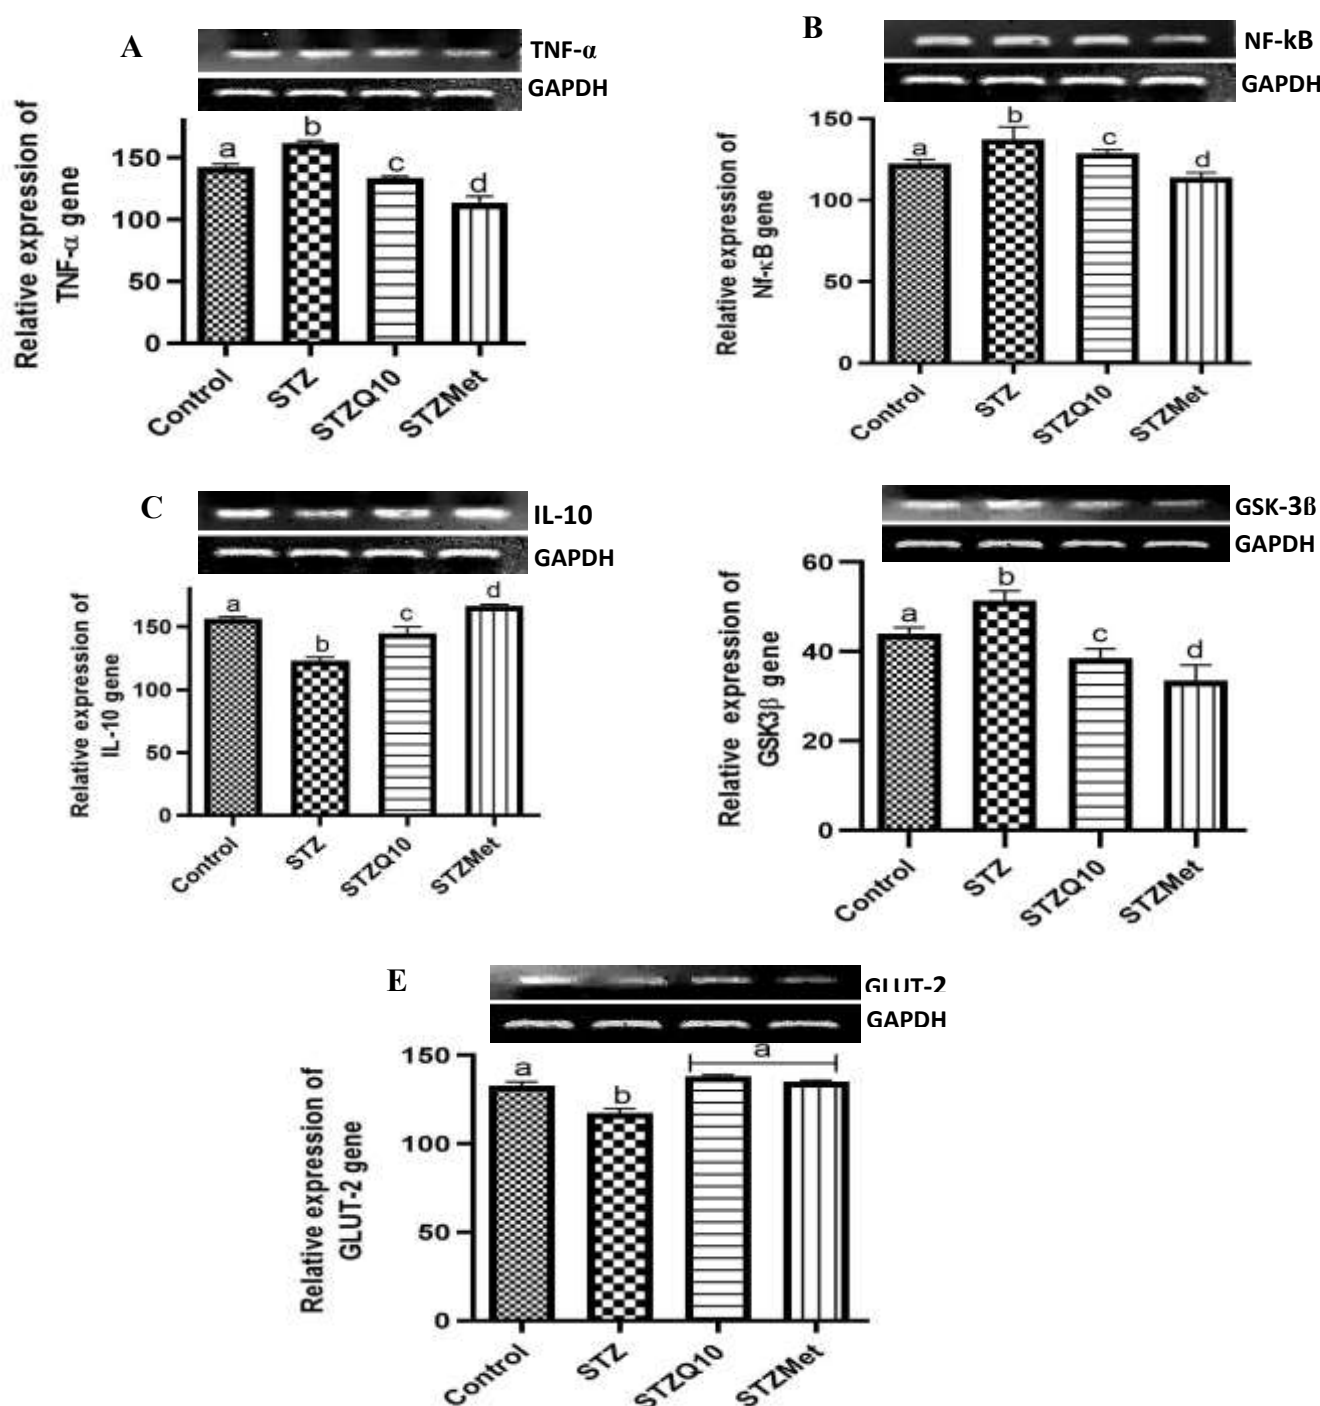 A
TNF-α
GAPDH
Relative expression of
TNF-α gene
150
100
50
0
a
b
c
d
Control
STZ
STZQ10
STZMet
B
NF-kB
GAPDH
Relative expression of
Nf-κB gene
150
100
50
0
a
b
c
d
Control
STZ
STZQ10
STZMet
C
IL-10
GAPDH
Relative expression of
IL-10 gene
150
100
50
0
a
b
c
d
Control
STZ
STZQ10
STZMet
GSK-3ß
GAPDH
Relative expression of
GSK3β gene
60
40
20
0
a
b
c
d
Control
STZ
STZQ10
STZMet
E
GLUT-2
GAPDH
Relative expression of
GLUT-2 gene
150
100
50
0
a
b
a
Control
STZ
STZQ10
STZMet